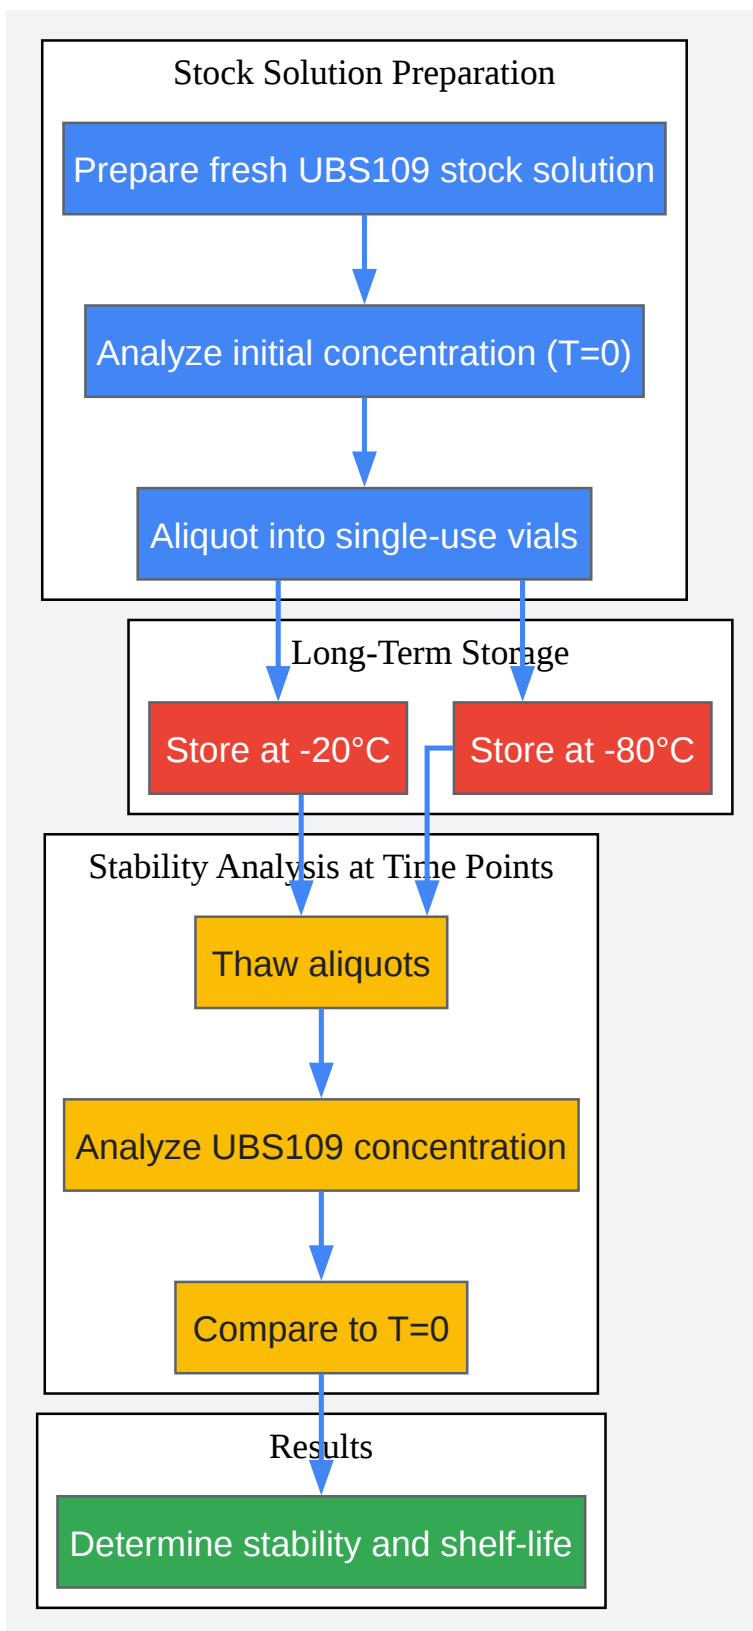 Stock Solution Preparation
Prepare fresh UBS109 stock solution
Analyze initial concentration (T=0)
Aliquot into single-use vials
Long-Term Storage
Store at -20°C
Store at -80°C
Stability Analysis at Time Points
Thaw aliquots
Analyze UBS109 concentration
Compare to T=0
Results
Determine stability and shelf-life